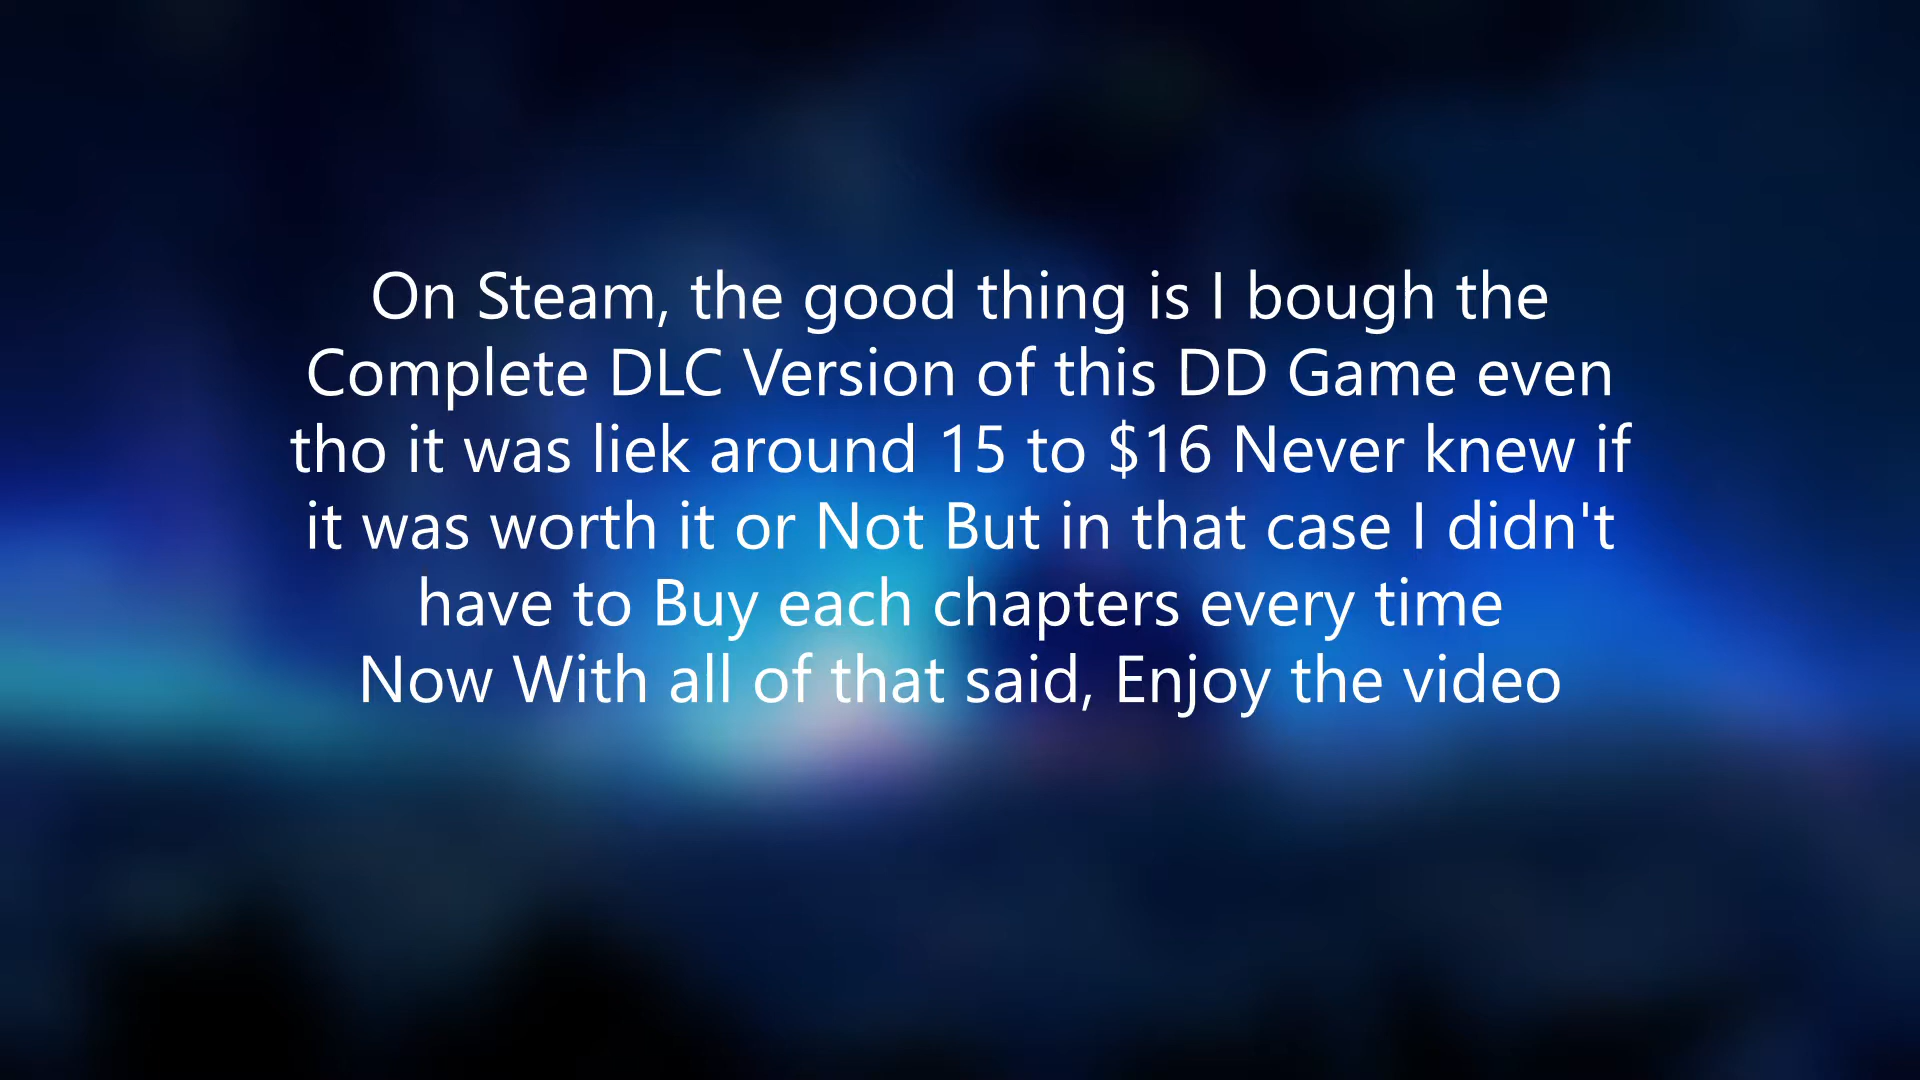 On Steam, the good thing is I bough the
Complete DLC Version of this DD Game even
tho it was liek around 15 to $16 Never knew if
it was worth it or Not But in that case I didn't
have to Buy each chapters every time
Now With all of that said, Enjoy the video